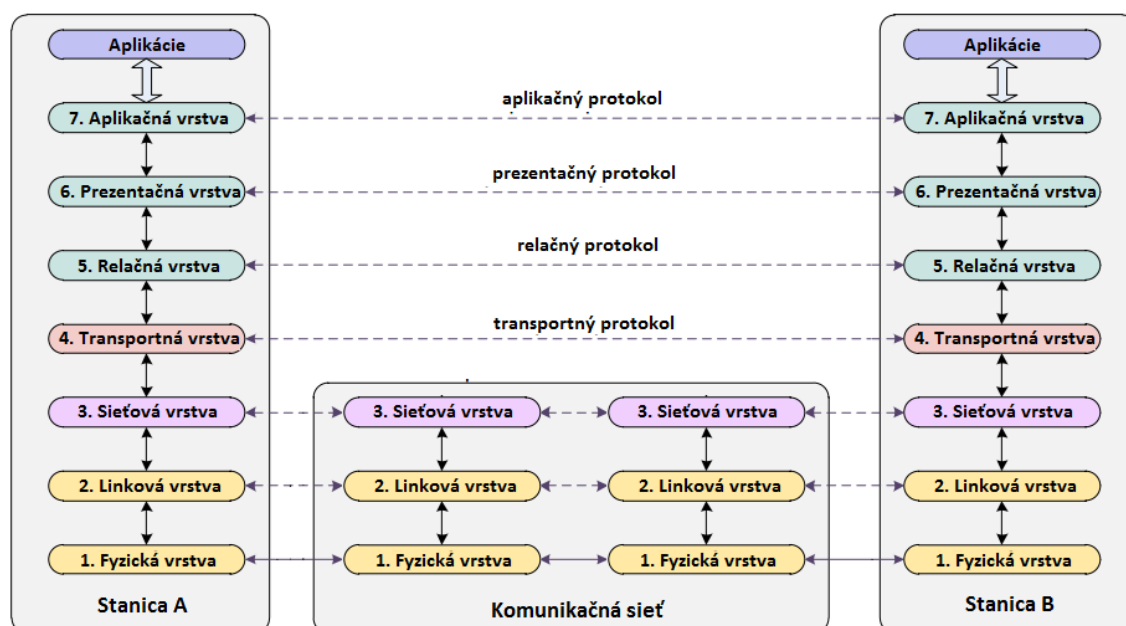 Aplikácie
Aplikácie
aplikačný protokol
7. Aplikačná vrstva
7. Aplikačná vrstva
prezentačný protokol
6. Prezentačná vrstva
6. Prezentačná vrstva
relačný protokol
5. Relačná vrstva
5. Relačná vrstva
transportný protokol
4. Transportná vrstva
4. Transportná vrstva
3. Sieťová vrstva
3. Sieťová vrstva
3. Sieťová vrstva
3. Sieťová vrstva
2. Linková vrstva
2. Linková vrstva
2. Linková vrstva
2. Linková vrstva
1. Fyzická vrstva
1. Fyzická vrstva
1. Fyzická vrstva
1. Fyzická vrstva
Stanica A
Komunikačná sieť
Stanica B